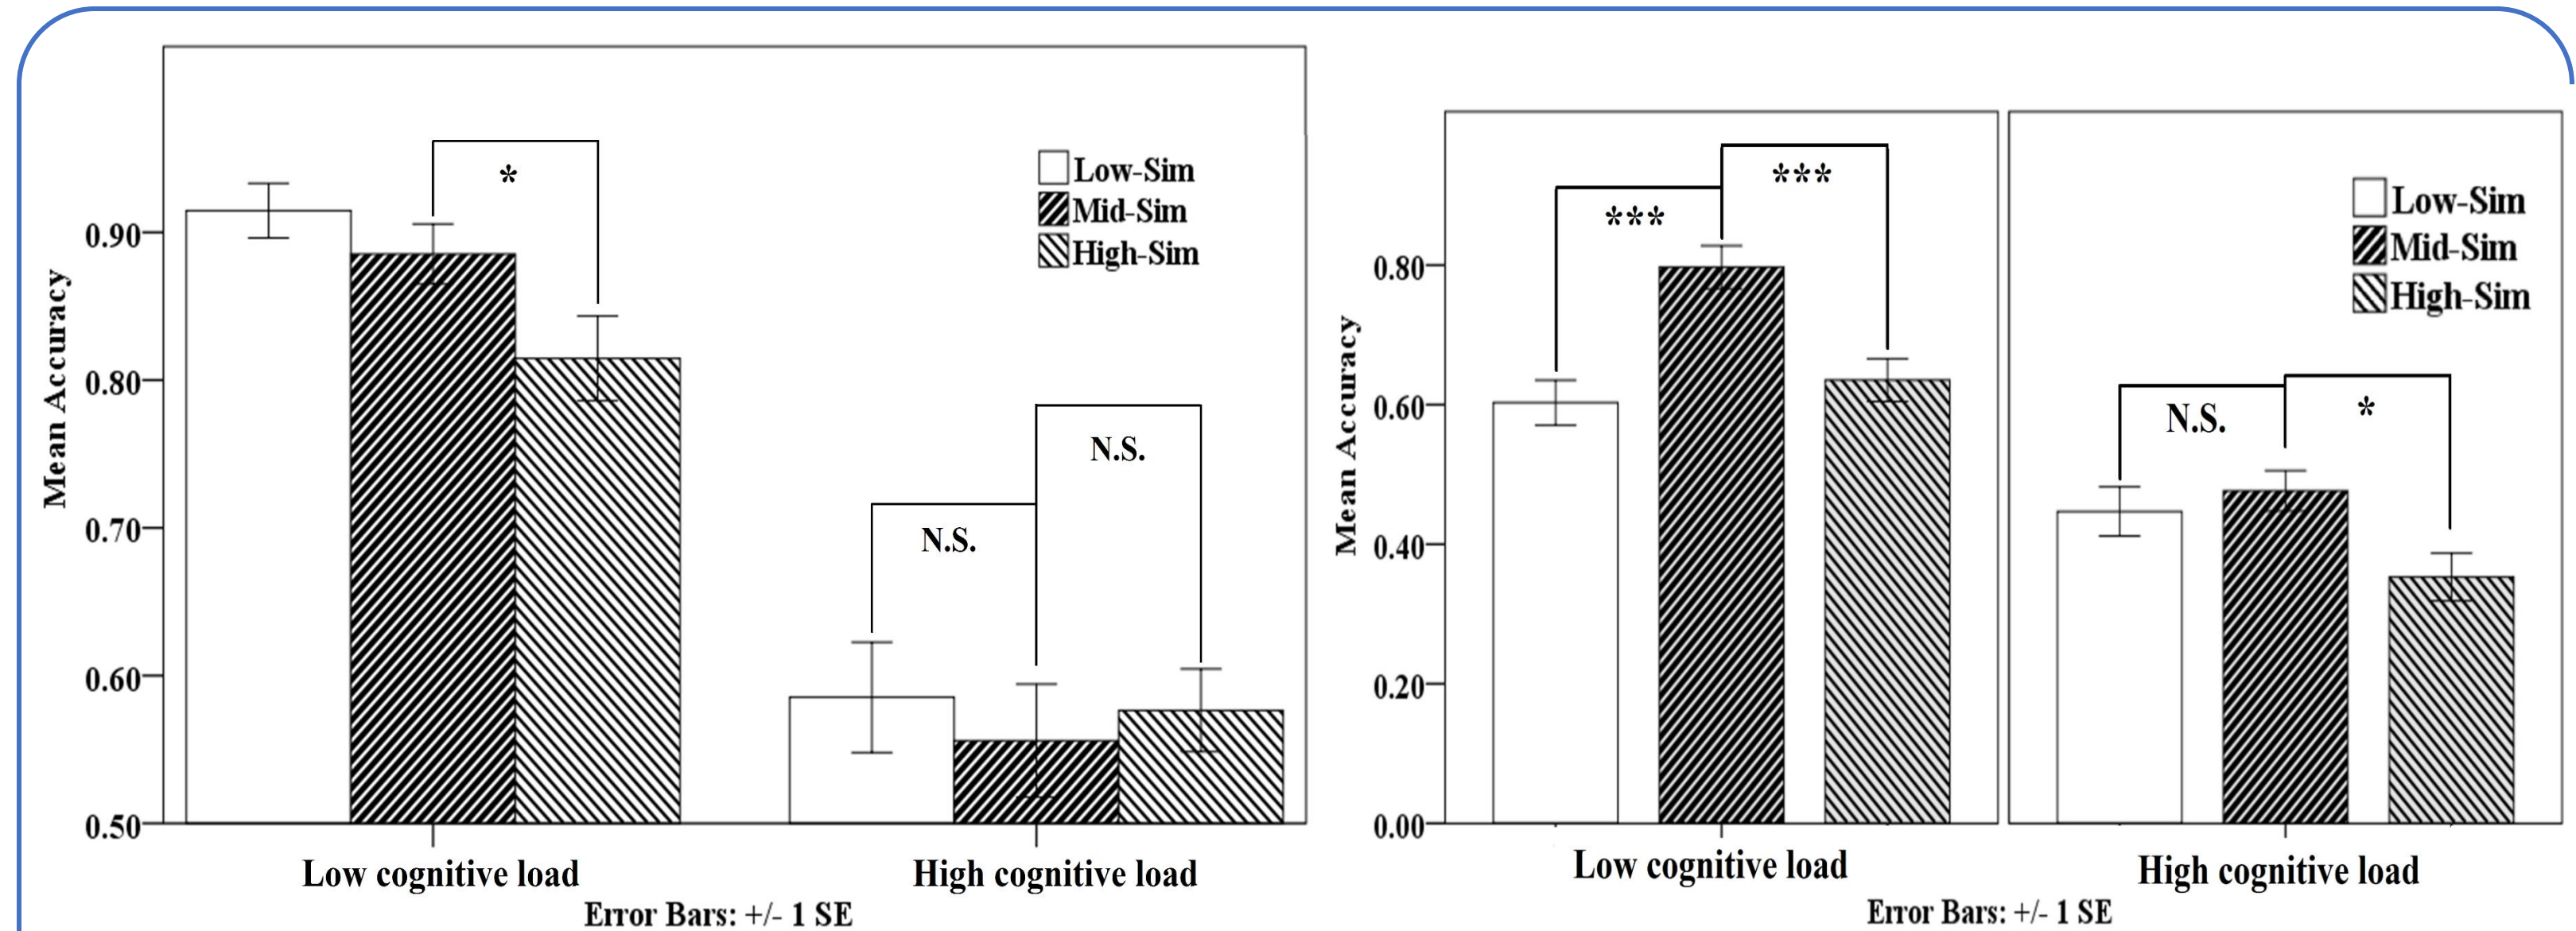 *
Low-Sim
Mid-Sim
High-Sim
0.90
0.80
0.70
0.60
0.50
Mean Accuracy
N.S.
N.S.
Low cognitive load
High cognitive load
Error Bars: +/- 1 SE
***
***
Low-Sim
Mid-Sim
High-Sim
0.80
0.60
0.40
0.20
0.00
Mean Accuracy
N.S.
*
Low cognitive load
High cognitive load
Error Bars: +/- 1 SE